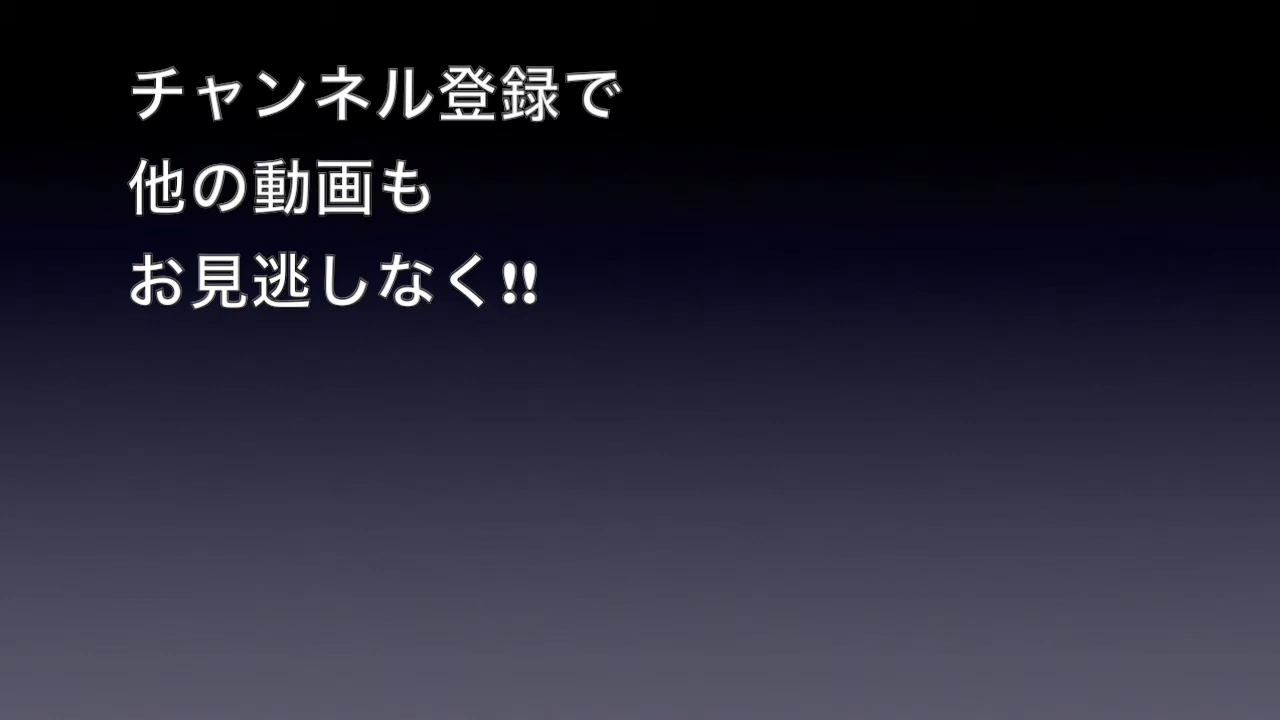 チャンネル登録で
他の動画も
お見逃しなく‼